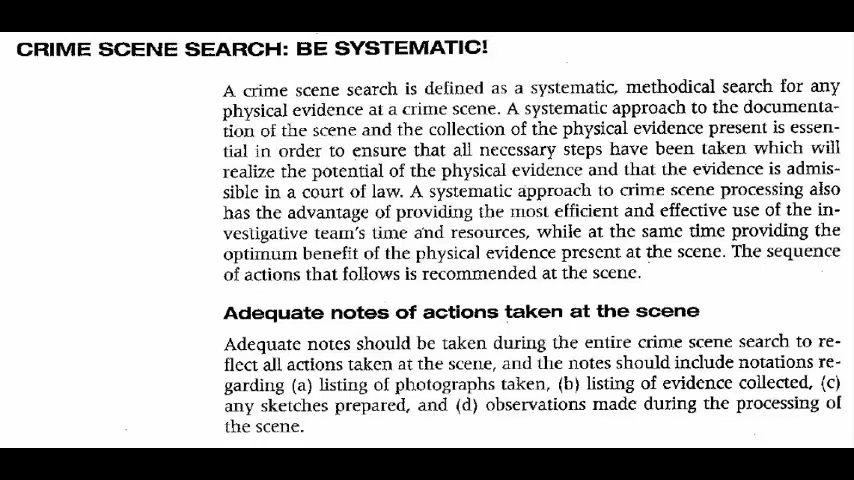 CRIME SCENE SEARCH: BE SYSTEMATIC!
A crime scene search is defined as a systematic, methodical search for any
physical evidence at a crime scene. A systematic approach to the documenta-
tion of the scene and the collection of the physical evidence present is essen-
tial in order to ensure that all necessary steps have been taken which will
realize the potential of the physical evidence and that the evidence is admis-
sible in a court of law. A systematic approach to crime scene processing also
has the advantage of providing the most efficient and effective use of the in-
vestigative team's time and resources, while at the same time providing the
optimum benefit of the physical evidence present at the scene. The sequence
of actions that follows is recommended at the scene.
Adequate notes of actions taken at the scene
Adequate notes should be taken during the entire crime scene search to re-
flect all actions taken at the scene, and the notes should include notations re-
garding (a) listing of photographs taken, (b) listing of evidence collected, (c)
any sketches prepared, and (d) observations made during the processing of
the scene.